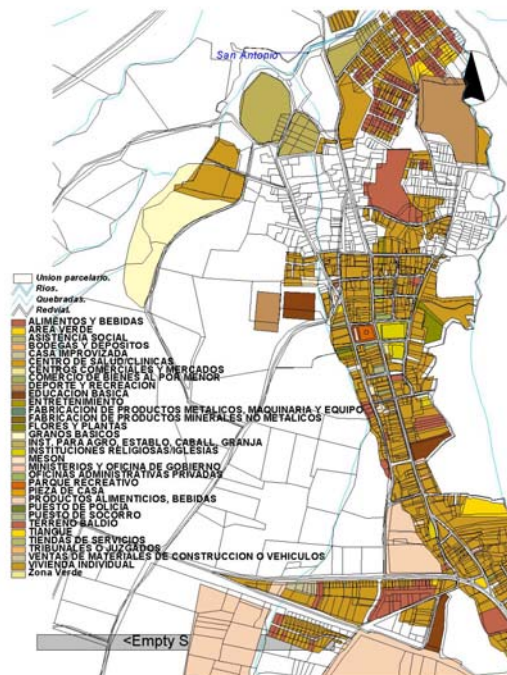 San Antonio
Union parcelario.
Rios.
Quebradas.
Redvial.
ALIMENTOS Y BEBIDAS
AREA VERDE
ASISTENCIA SOCIAL
BODEGAS Y DEPOSITOS
CASA IMPROVIZADA
CENTRO DE SALUD/CLINICAS
CENTROS COMERCIALES Y MERCADOS
COMERCIO DE BIENES AL POR MENOR
DEPORTE Y RECREACION
EDUCACION BASICA
ENTRETENIMIENTO
FABRICACION DE PRODUCTOS METALICOS, MAQUINARIA Y EQUIPO
FABRICACION DE PRODUCTOS MINERALES NO METALICOS
FLORES Y PLANTAS
GRANOS BASICOS
INST. PARA AGRO, ESTABLO, CABALL, GRANJA
INSTITUCIONES RELIGIOSAS/IGLESIAS
MESON
MINISTERIOS Y OFICINA DE GOBIERNO
OFICINAS ADMINISTRATIVAS PRIVADAS
PARQUE RECREATIVO
PIEZA DE CASA
PRODUCTOS ALIMENTICIOS, BEBIDAS
PUESTO DE POLICIA
PUESTO DE SOCORRO
TERRENO BALDIO
TIANGUE
TIENDAS DE SERVICIOS
TRIBUNALES O JUZGADOS
VENTAS DE MATERIALES DE CONSTRUCCION O VEHICULOS
VIVIENDA INDIVIDUAL
Zona Verde
<Empty S